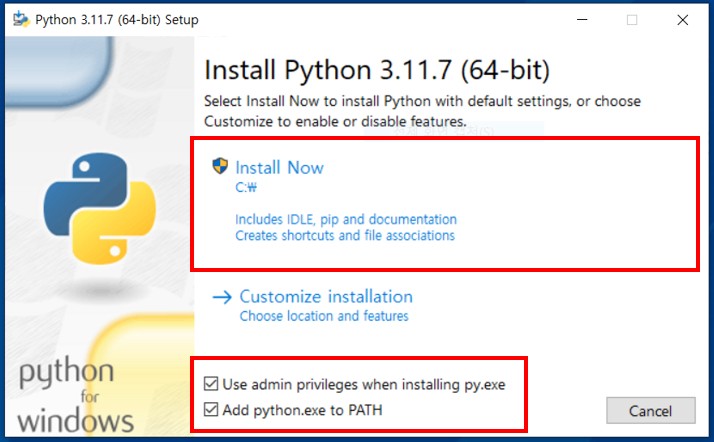 Python 3.11.7 (64-bit) Setup
Install Python 3.11.7 (64-bit)
Select Install Now to install Python with default settings, or choose
Customize to enable or disable features.
Install Now
C:₩
Includes IDLE, pip and documentation
Creates shortcuts and file associations
Customize installation
Choose location and features
Use admin privileges when installing py.exe
Add python.exe to PATH
python
for
windows
Cancel